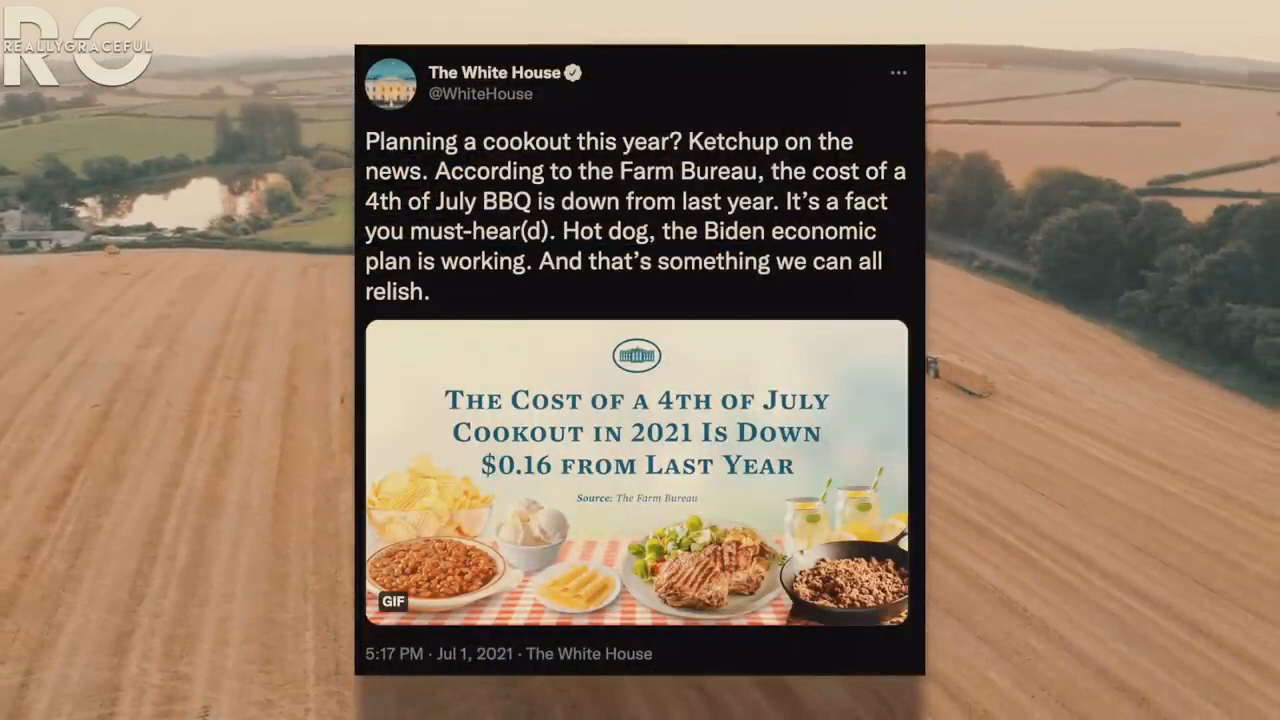 RG
REALLYGRACEFUL
The White House
@WhiteHouse
Planning a cookout this year? Ketchup on the
news. According to the Farm Bureau, the cost of a
4th of July BBQ is down from last year. It’s a fact
you must-hear(d). Hot dog, the Biden economic
plan is working. And that’s something we can all
relish.
THE COST OF A 4TH OF JULY
COOKOUT IN 2021 IS DOWN
$0.16 FROM LAST YEAR
Source: The Farm Bureau
GIF
5:17 PM · Jul 1, 2021 · The White House